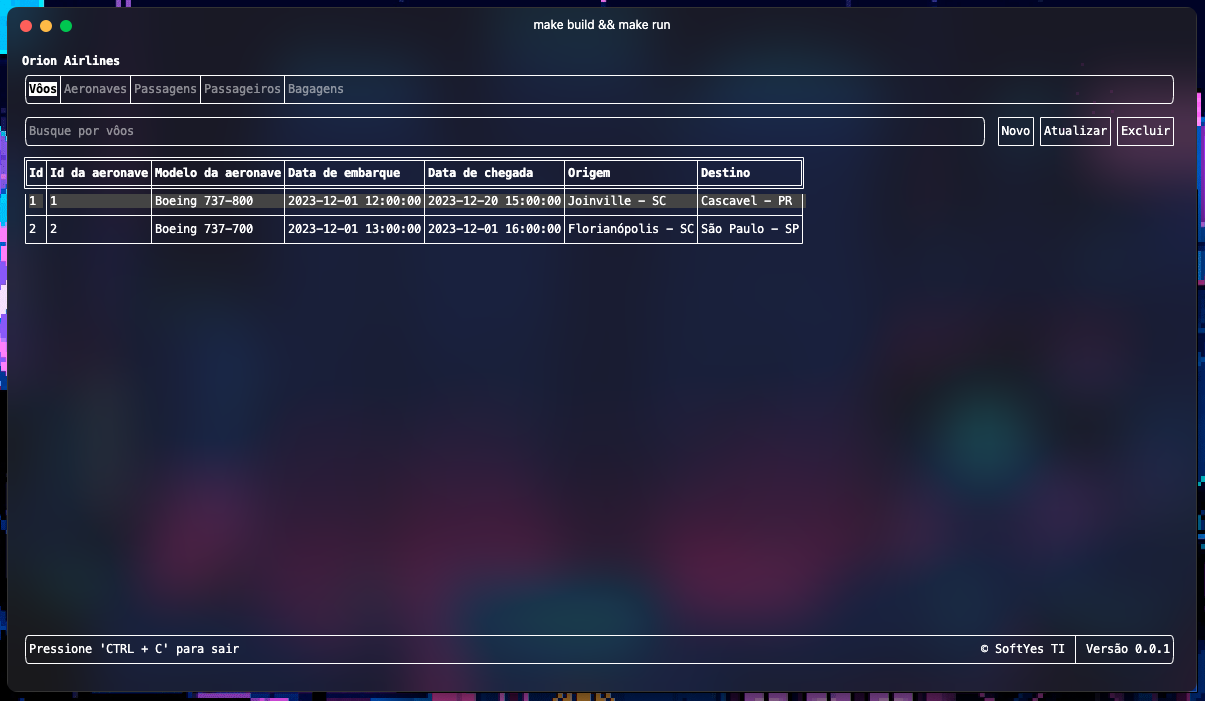 make build && make run
Orion Airlines
Vôos Aeronaves Passagens Passageiros Bagagens
Busque por vôos Novo Atualizar Excluir
Id Id da aeronave Modelo da aeronave Data de embarque Data de chegada Origem Destino
1 1 Boeing 737-800 2023-12-01 12:00:00 2023-12-20 15:00:00 Joinville - SC Cascavel - PR
2 2 Boeing 737-700 2023-12-01 13:00:00 2023-12-01 16:00:00 Florianópolis - SC São Paulo - SP
Pressione 'CTRL + C' para sair © SoftYes TI Versão 0.0.1